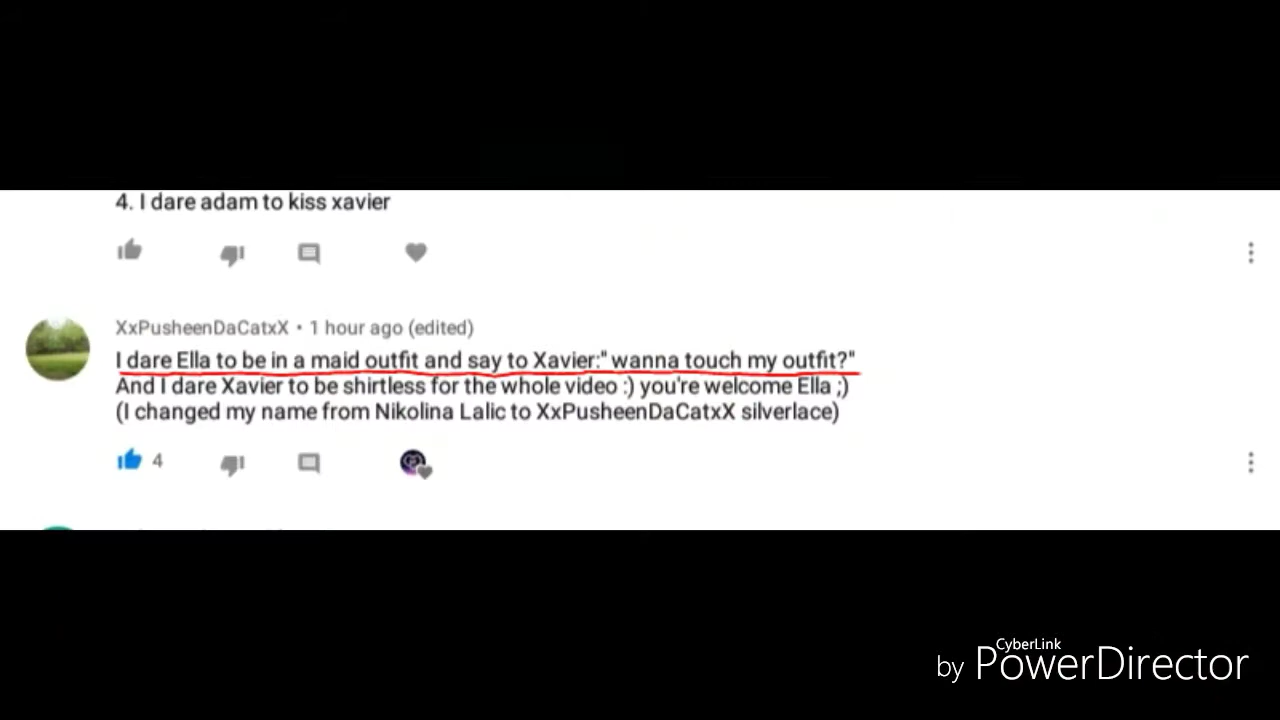 4. I dare adam to kiss xavier
XxPusheenDaCatxX • 1 hour ago (edited)
I dare Ella to be in a maid outfit and say to Xavier:" wanna touch my outfit?"
And I dare Xavier to be shirtless for the whole video :) you're welcome Ella ;)
(I changed my name from Nikolina Lalic to XxPusheenDaCatxX silverlace)
4
CyberLink
by PowerDirector